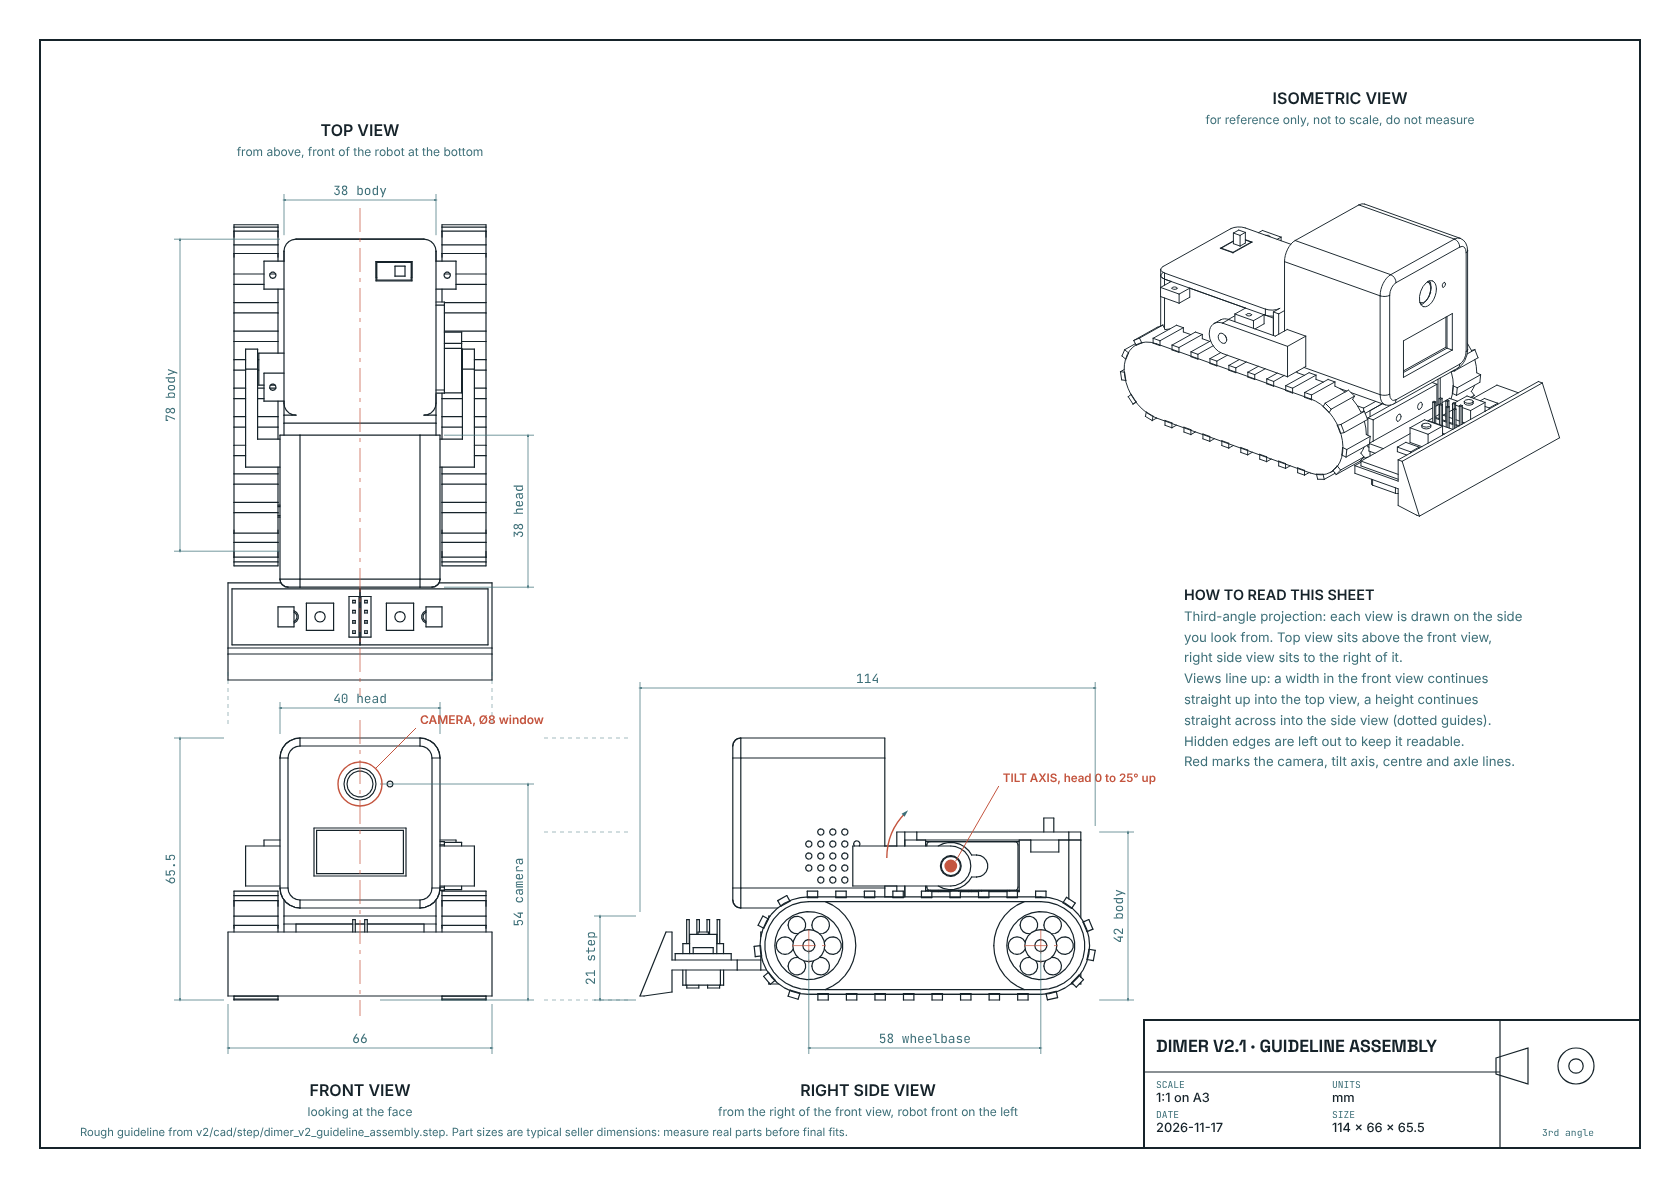 ISOMETRIC VIEW
for reference only, not to scale, do not measure
TOP VIEW
from above, front of the robot at the bottom
38 body
78 body
38 head
HOW TO READ THIS SHEET
Third-angle projection: each view is drawn on the side
you look from. Top view sits above the front view,
right side view sits to the right of it.
Views line up: a width in the front view continues
straight up into the top view, a height continues
straight across into the side view (dotted guides).
Hidden edges are left out to keep it readable.
Red marks the camera, tilt axis, centre and axle lines.
40 head
CAMERA, Ø8 window
65.5
54 camera
66
FRONT VIEW
looking at the face
114
TILT AXIS, head 0 to 25° up
21 step
42 body
58 wheelbase
RIGHT SIDE VIEW
from the right of the front view, robot front on the left
Rough guideline from v2/cad/step/dimer_v2_guideline_assembly.step. Part sizes are typical seller dimensions: measure real parts before final fits.
DIMER V2.1 · GUIDELINE ASSEMBLY
SCALE
1:1 on A3
UNITS
mm
DATE
2026-11-17
SIZE
114 × 66 × 65.5
3rd angle